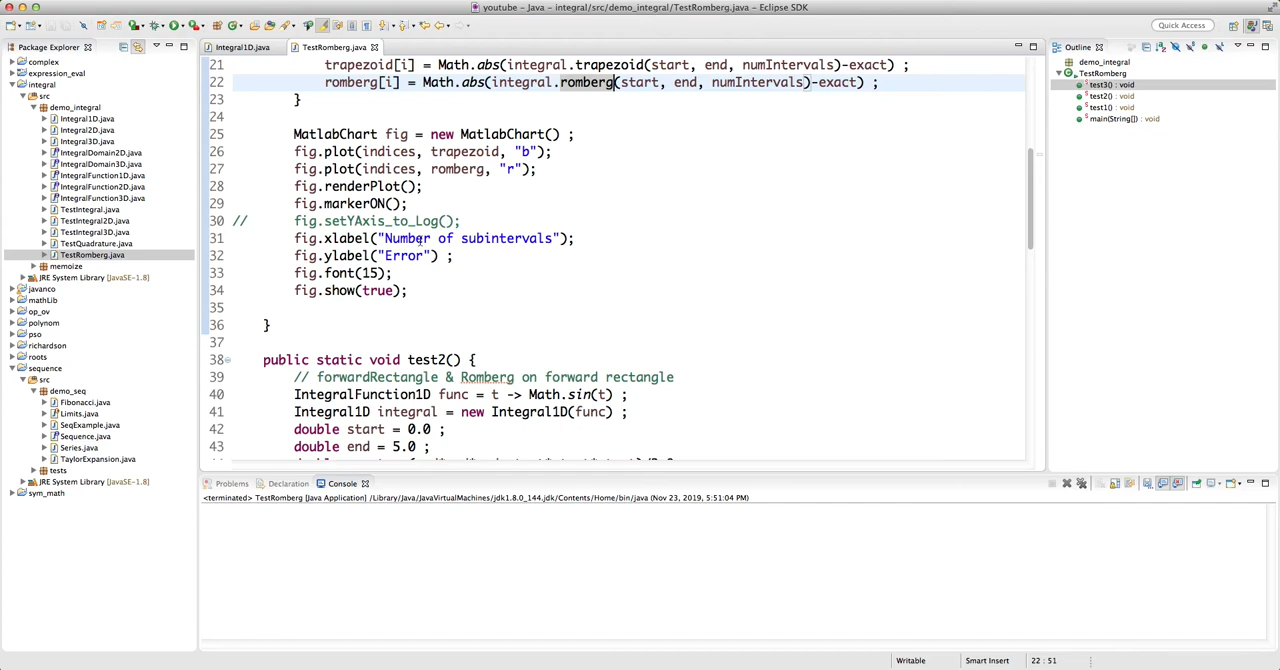 youtube - Java - integral/src/demo_integral/TestRomberg.java - Eclipse SDK
Quick Access
Package Explorer
complex
expression_eval
integral
src
demo_integral
Integral1D.java
Integral2D.java
Integral3D.java
IntegralDomain2D.java
IntegralDomain3D.java
IntegralFunction1D.java
IntegralFunction2D.java
IntegralFunction3D.java
TestIntegral.java
TestIntegral2D.java
TestIntegral3D.java
TestQuadrature.java
TestRomberg.java
memoize
JRE System Library [JavaSE-1.8]
javanco
mathLib
op_ov
polynom
pso
richardson
roots
sequence
src
demo_seq
Fibonacci.java
Limits.java
SeqExample.java
Sequence.java
Series.java
TaylorExpansion.java
tests
JRE System Library [JavaSE-1.8]
sym_math
Integral1D.java
TestRomberg.java
21 trapezoid[i] = Math.abs(integral.trapezoid(start, end, numIntervals)-exact) ;
22 romberg[i] = Math.abs(integral.romberg(start, end, numIntervals)-exact) ;
23 }
24
25 MatlabChart fig = new MatlabChart() ;
26 fig.plot(indices, trapezoid, "b");
27 fig.plot(indices, romberg, "r");
28 fig.renderPlot();
29 fig.markerON();
30 // fig.setYAxis_to_Log();
31 fig.xlabel("Number of subintervals");
32 fig.ylabel("Error") ;
33 fig.font(15);
34 fig.show(true);
35
36 }
37
38 public static void test2() {
39 // forwardRectangle & Romberg on forward rectangle
40 IntegralFunction1D func = t -> Math.sin(t) ;
41 Integral1D integral = new Integral1D(func) ;
42 double start = 0.0 ;
43 double end = 5.0 ;
Outline
demo_integral
TestRomberg
test3() : void
test2() : void
test1() : void
main(String[]) : void
Problems
Declaration
Console
<terminated> TestRomberg [Java Application] /Library/Java/JavaVirtualMachines/jdk1.8.0_144.jdk/Contents/Home/bin/java (Nov 23, 2019, 5:51:04 PM)
Writable
Smart Insert
22 : 51